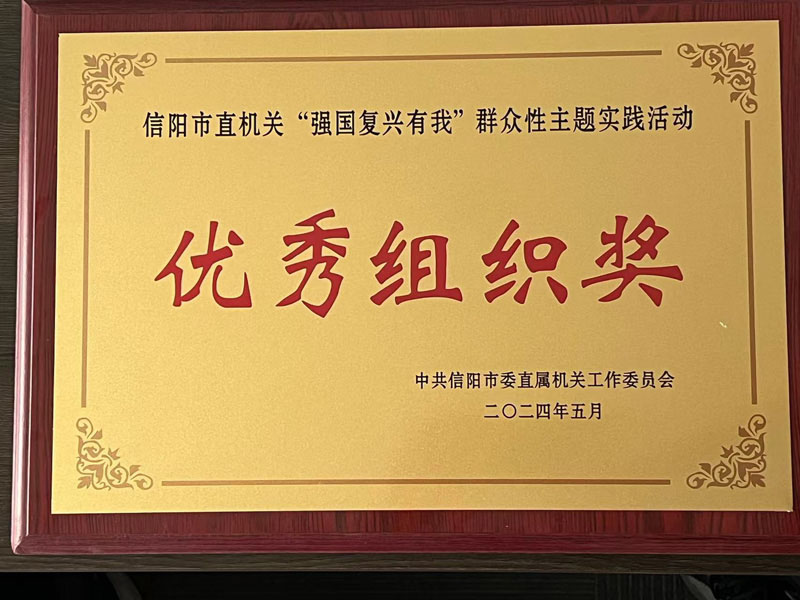 信阳市直机关“强国复兴有我”群众性主题实践活动
优秀组织奖
中共信阳市委直属机关工作委员会
二〇二四年五月